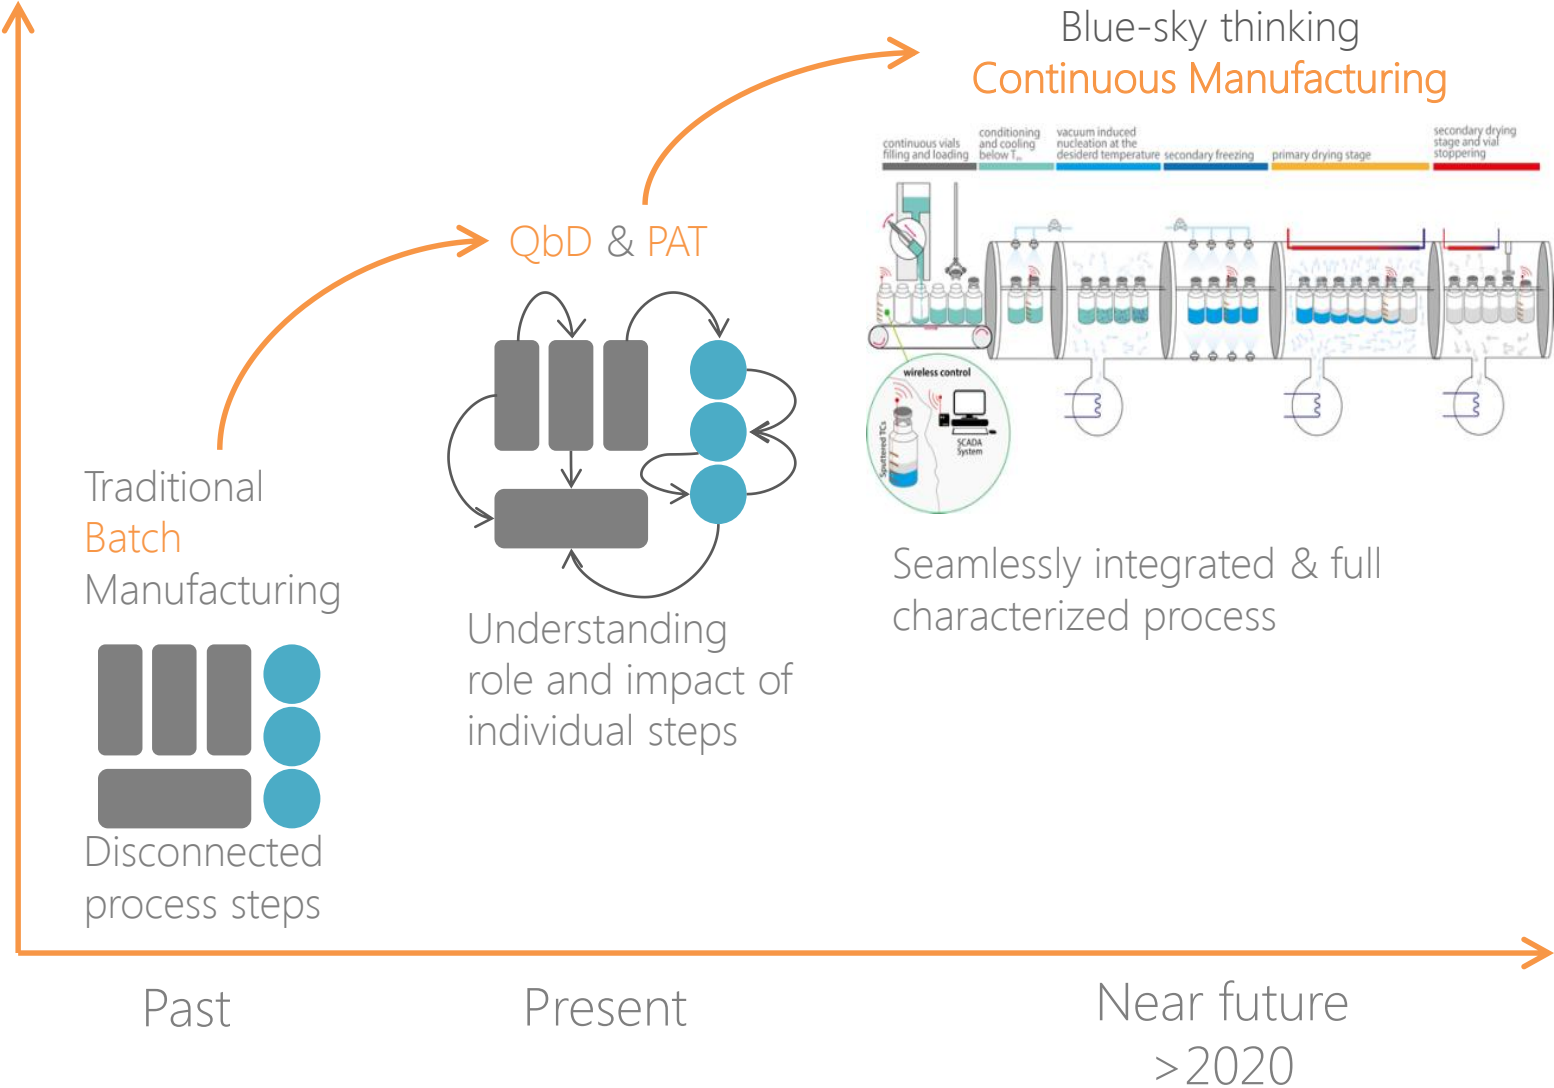 Blue-sky thinking
Continuous Manufacturing
continuous vials
filling and loading
conditioning
and cooling
below T
vacuum induced
nucleation at the
desiderd temperature
secondary freezing
primary drying stage
secondary drying
stage and vial
stoppering
wireless control
Sputtered TCs
SCADA
System
Seamlessly integrated & full
characterized process
QbD & PAT
Understanding
role and impact of
individual steps
Traditional
Batch
Manufacturing
Disconnected
process steps
Past
Present
Near future
>2020